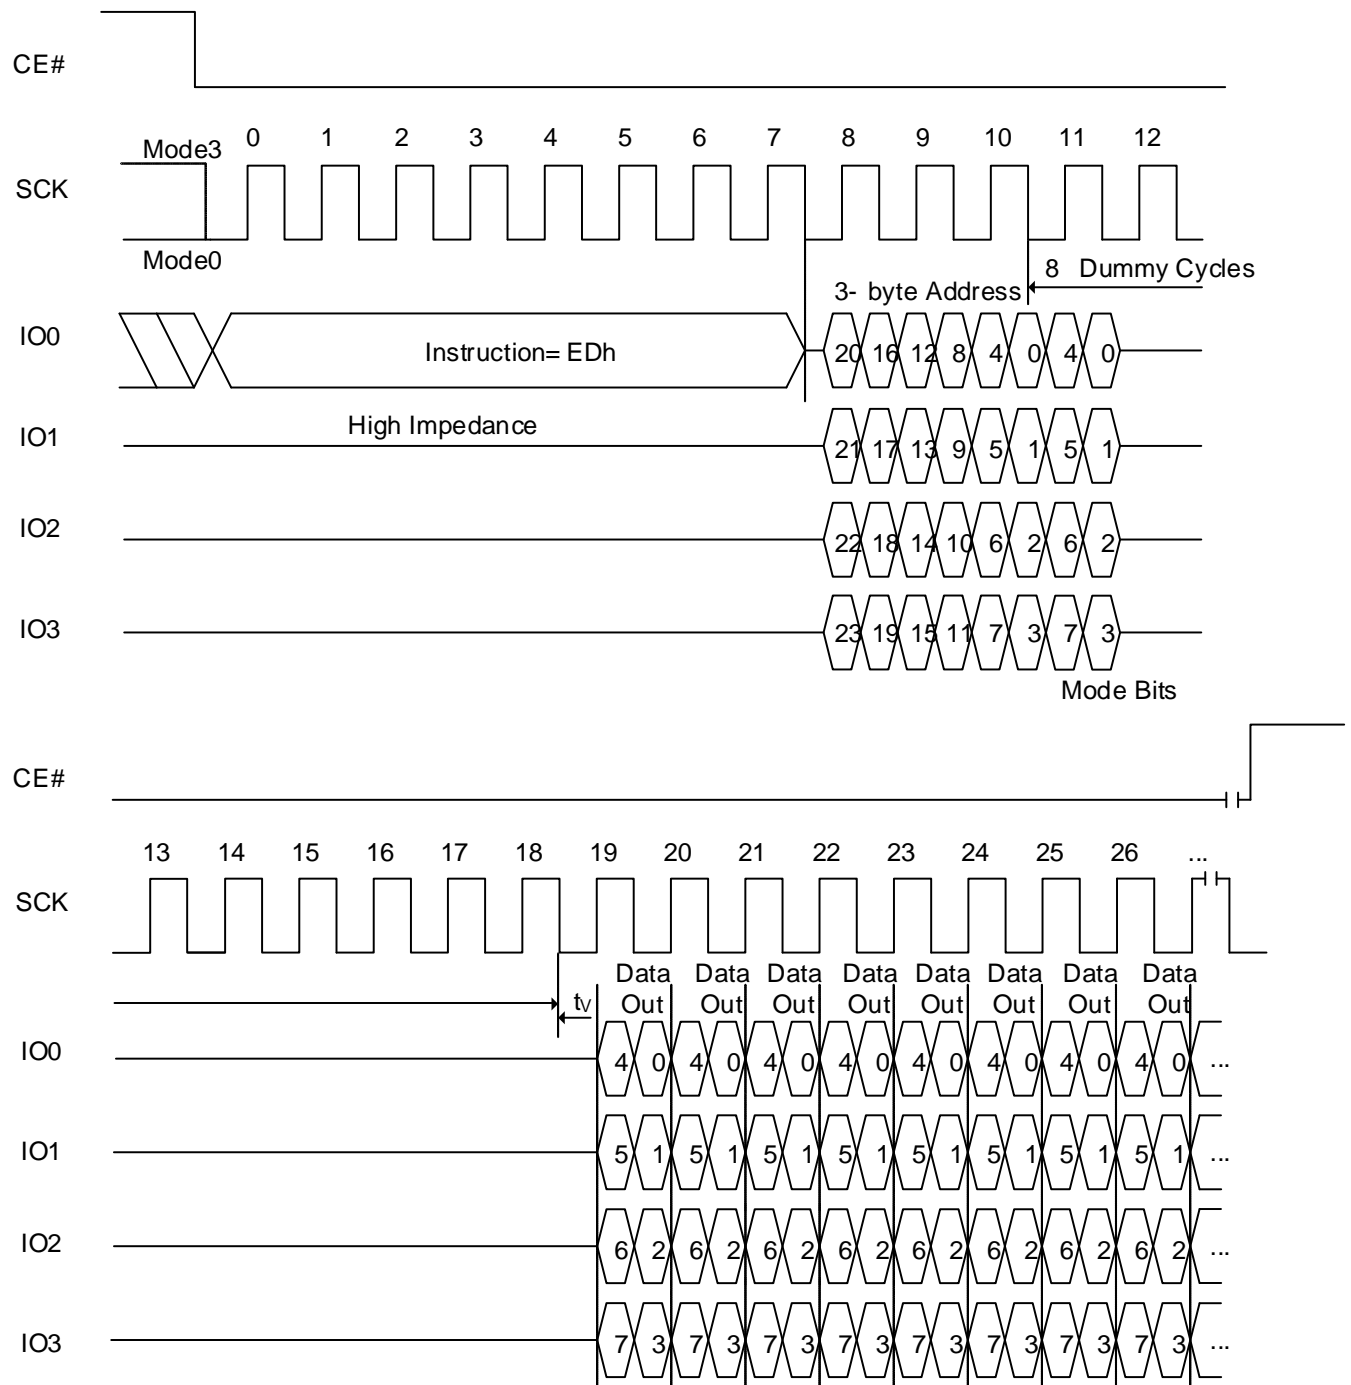 CE#
0 1 2 3 4 5 6 7 8 9 10 11 12
Mode3
SCK
Mode0
8 Dummy Cycles
3- byte Address
IO0
Instruction= EDh
20 16 12 8 4 0 4 0
High Impedance
IO1
21 17 13 9 5 1 5 1
IO2
22 18 14 10 6 2 6 2
IO3
23 19 15 11 7 3 7 3
Mode Bits
CE#
13 14 15 16 17 18 19 20 21 22 23 24 25 26 ...
SCK
Data Data Data Data Data Data Data Data
tV Out Out Out Out Out Out Out Out
IO0
4 0 4 0 4 0 4 0 4 0 4 0 4 0 4 0 ...
IO1
5 1 5 1 5 1 5 1 5 1 5 1 5 1 5 1 ...
IO2
6 2 6 2 6 2 6 2 6 2 6 2 6 2 6 2 ...
IO3
7 3 7 3 7 3 7 3 7 3 7 3 7 3 7 3 ...